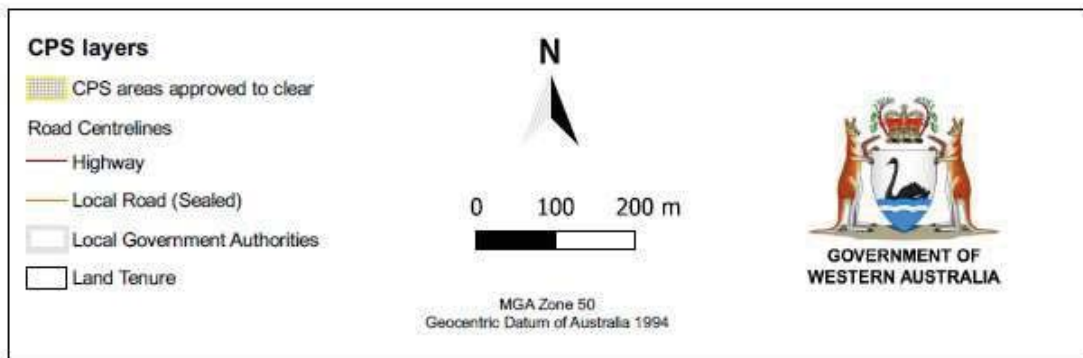 CPS layers
CPS areas approved to clear
Road Centrelines
Highway
Local Road (Sealed)
Local Government Authorities
Land Tenure
N
0 100 200 m
MGA Zone 50
Geocentric Datum of Australia 1994
GOVERNMENT OF
WESTERN AUSTRALIA